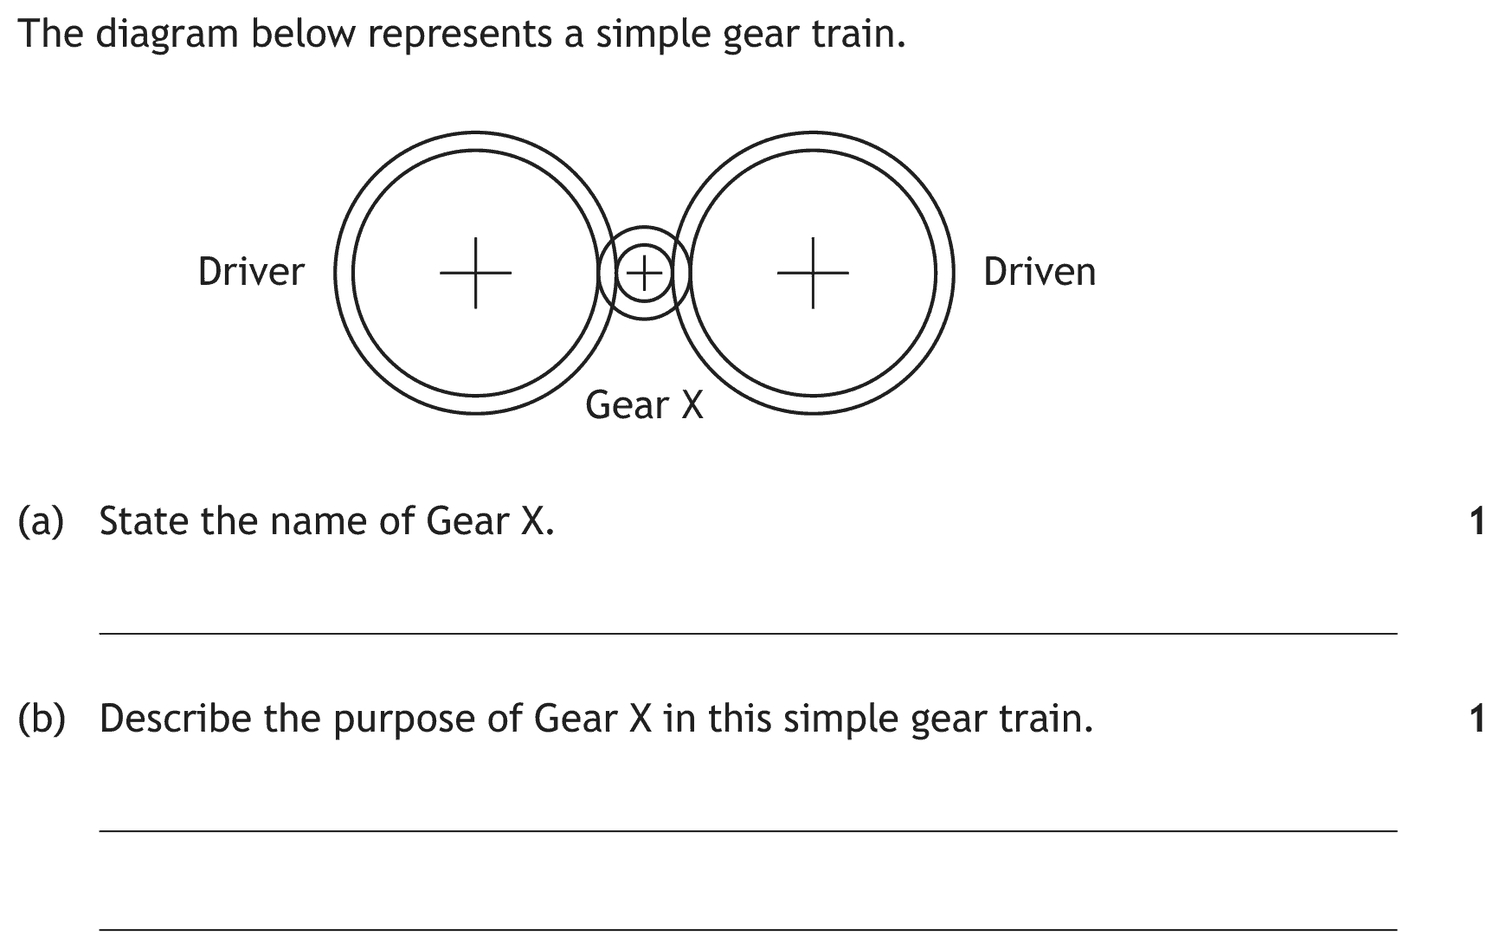 The diagram below represents a simple gear train.
Driver
Driven
Gear X
(a) State the name of Gear X. 1
(b) Describe the purpose of Gear X in this simple gear train. 1